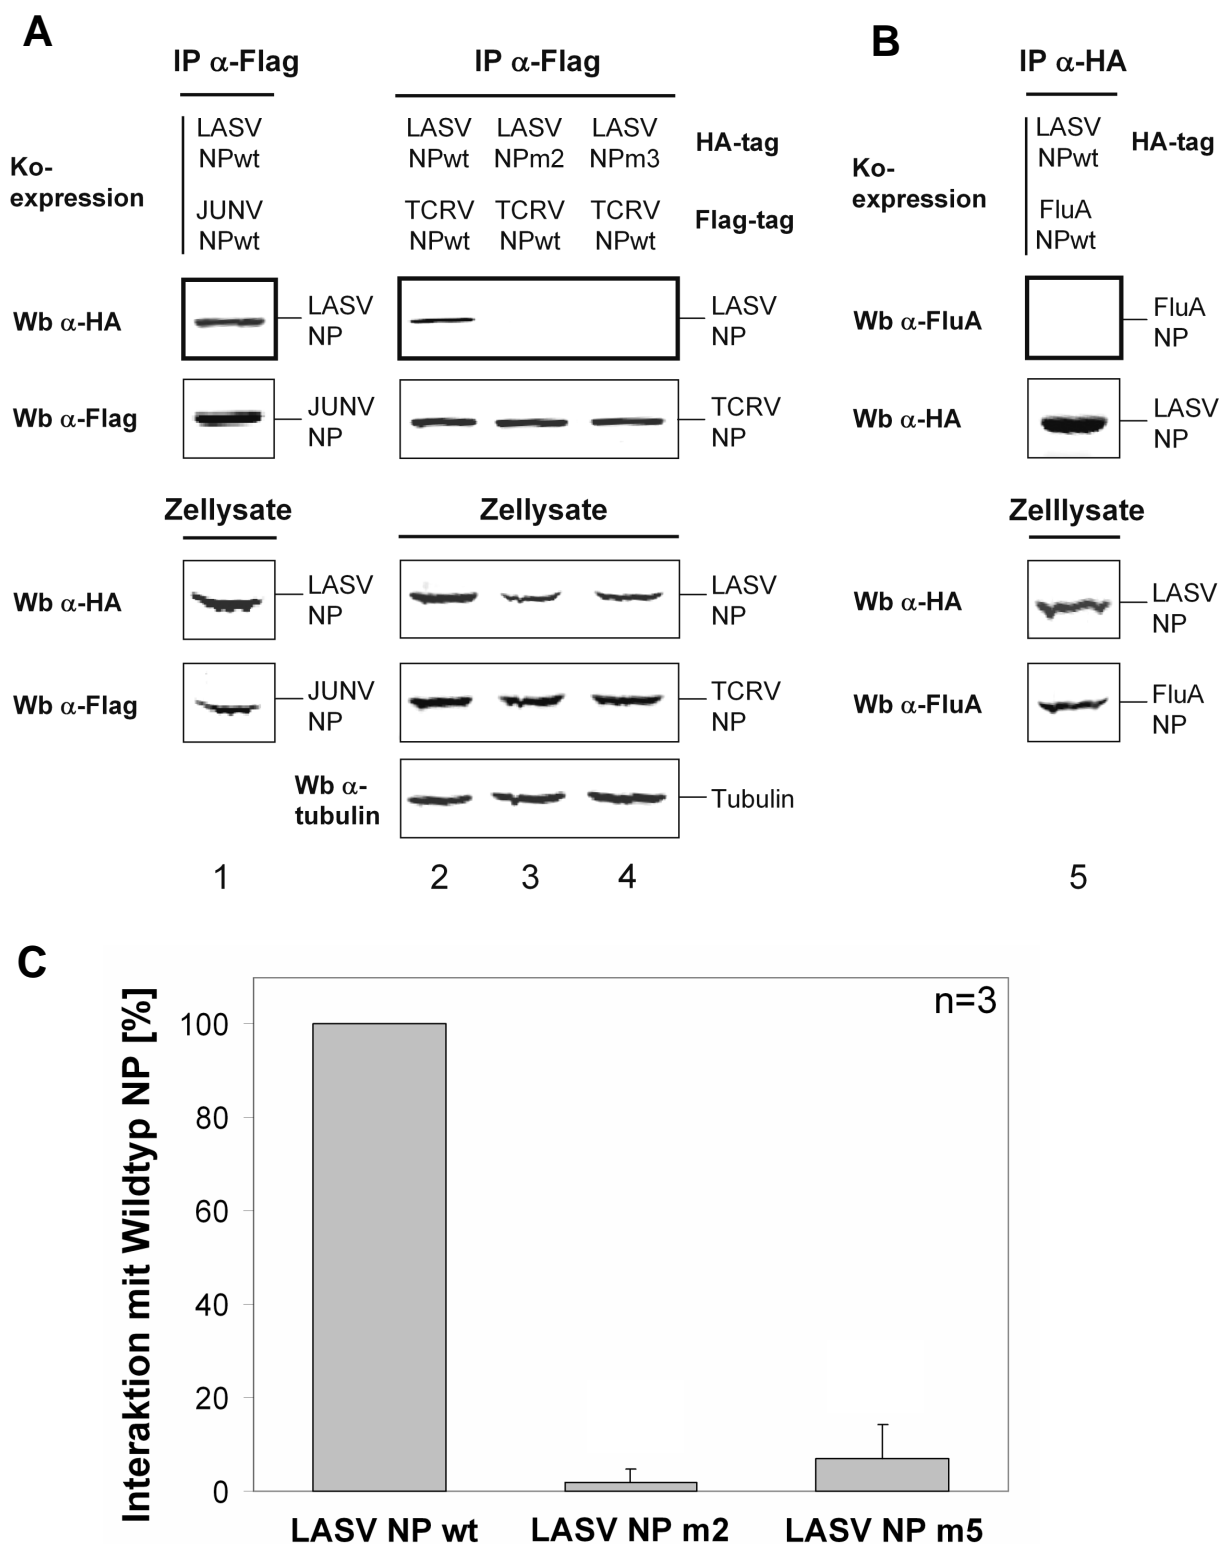 A
IP α-Flag
IP α-Flag
Ko-
expression
LASV
NPwt
JUNV
NPwt
LASV LASV LASV
NPwt NPm2 NPm3
HA-tag
TCRV TCRV TCRV
NPwt NPwt NPwt
Flag-tag
Wb α-HA
LASV
NP
LASV
NP
Wb α-Flag
JUNV
NP
TCRV
NP
Zellysate
Zellysate
Wb α-HA
LASV
NP
LASV
NP
Wb α-Flag
JUNV
NP
TCRV
NP
Wb α-
tubulin
Tubulin
1 2 3 4
B
IP α-HA
Ko-
expression
LASV
NPwt
HA-tag
FluA
NPwt
Wb α-FluA
FluA
NP
Wb α-HA
LASV
NP
Zelllysate
Wb α-HA
LASV
NP
Wb α-FluA
FluA
NP
5
C
Interaktion mit Wildtyp NP [%]
n=3
100
80
60
40
20
0
LASV NP wt LASV NP m2 LASV NP m5